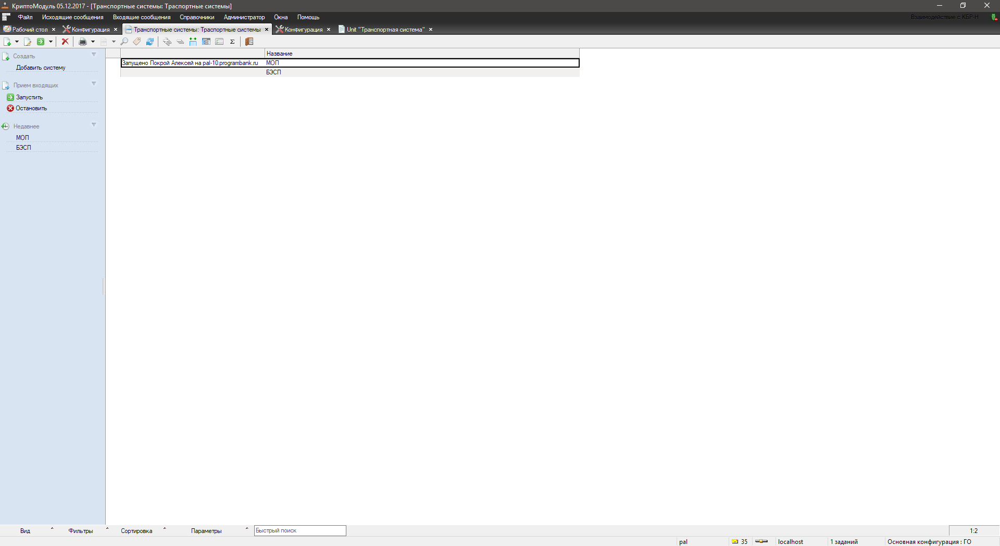 КриптоМодуль 05.12.2017 - [Транспортные системы: Траспортные системы]
Файл Исходящие сообщения Входящие сообщения Справочники Администратор Окна Помощь Взаимодействие с КБР-Н
Рабочий стол Конфигурация Транспортные системы: Траспортные системы Конфигурация Unit "Транспортная система"
Создать
Добавить систему
Прием входящих
Запустить
Остановить
Недавнее
МОП
БЭСП
Название
Запущено Покрой Алексей на pal-10.programbank.ru МОП
БЭСП
Вид Фильтры Сортировка Параметры Быстрый поиск 1:2
pal 35 localhost 1 заданий Основная конфигурация : ГО